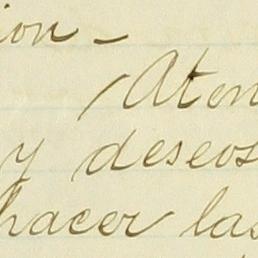 ion -
Aten
y deseos
hacer las